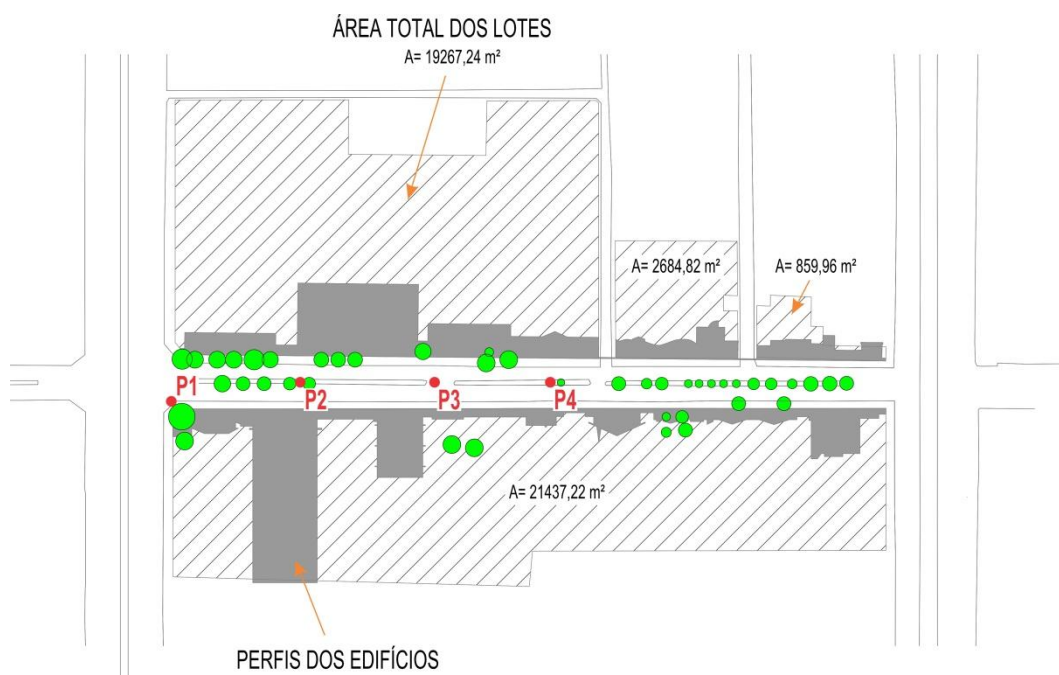 ÁREA TOTAL DOS LOTES
A= 19267,24 m²
A= 2684,82 m²
A= 859,96 m²
P1
P2
P3
P4
A= 21437,22 m²
PERFIS DOS EDIFÍCIOS